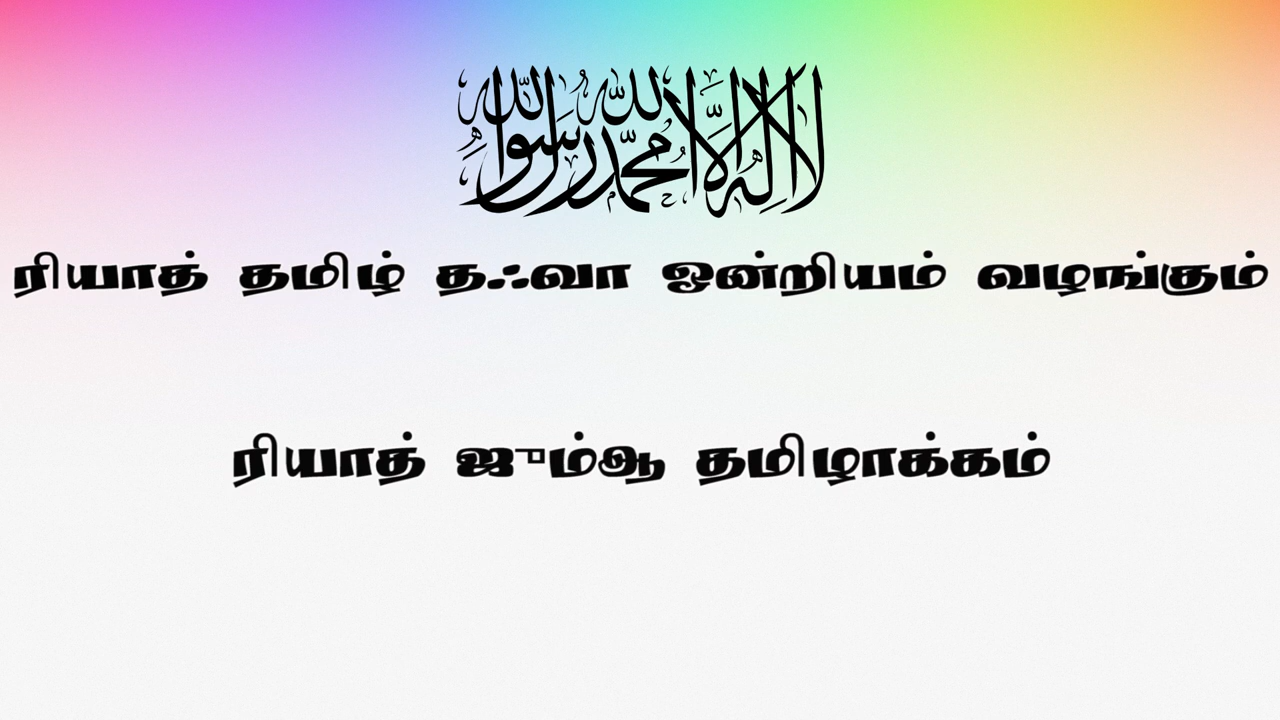 لا إله إلا الله محمد رسول الله
ரியாத் தமிழ் தஃவா ஒன்றியம் வழங்கும்
ரியாத் ஜும்ஆ தமிழாக்கம்